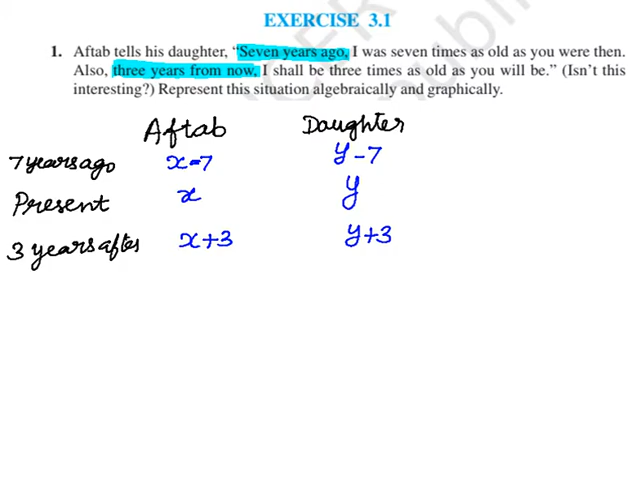 EXERCISE 3.1
1. Aftab tells his daughter, “Seven years ago, I was seven times as old as you were then.
Also, three years from now, I shall be three times as old as you will be.” (Isn’t this
interesting?) Represent this situation algebraically and graphically.
Aftab Daughter
7 years ago x-7 y-7
Present x y
3 years after x+3 y+3